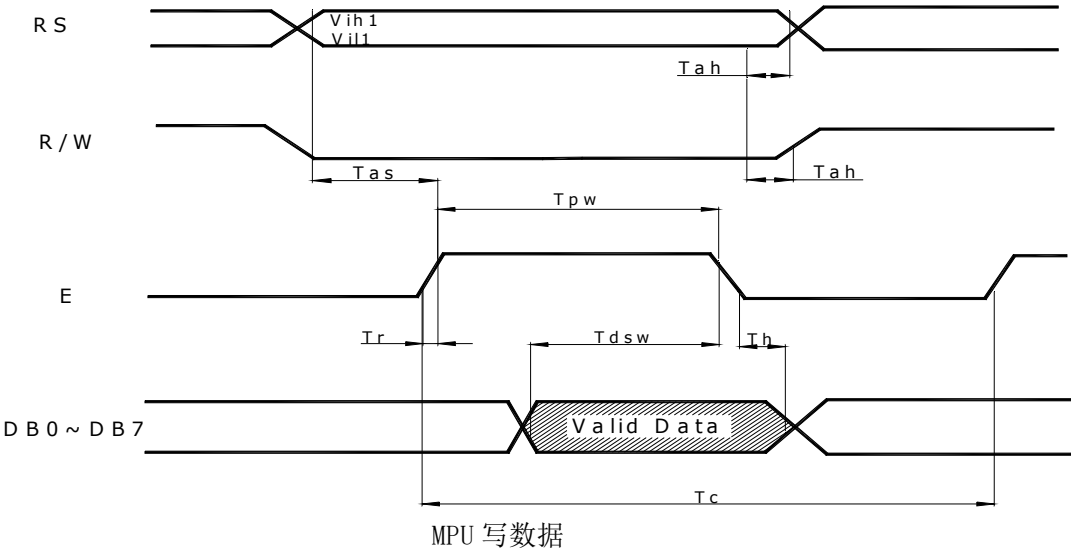 RS
Vih1
Vil1
Tah
R/W
Tas
Tah
Tpw
E
Tr
Tdsw
Th
DB0~DB7
Valid Data
Tc
MPU 写数据